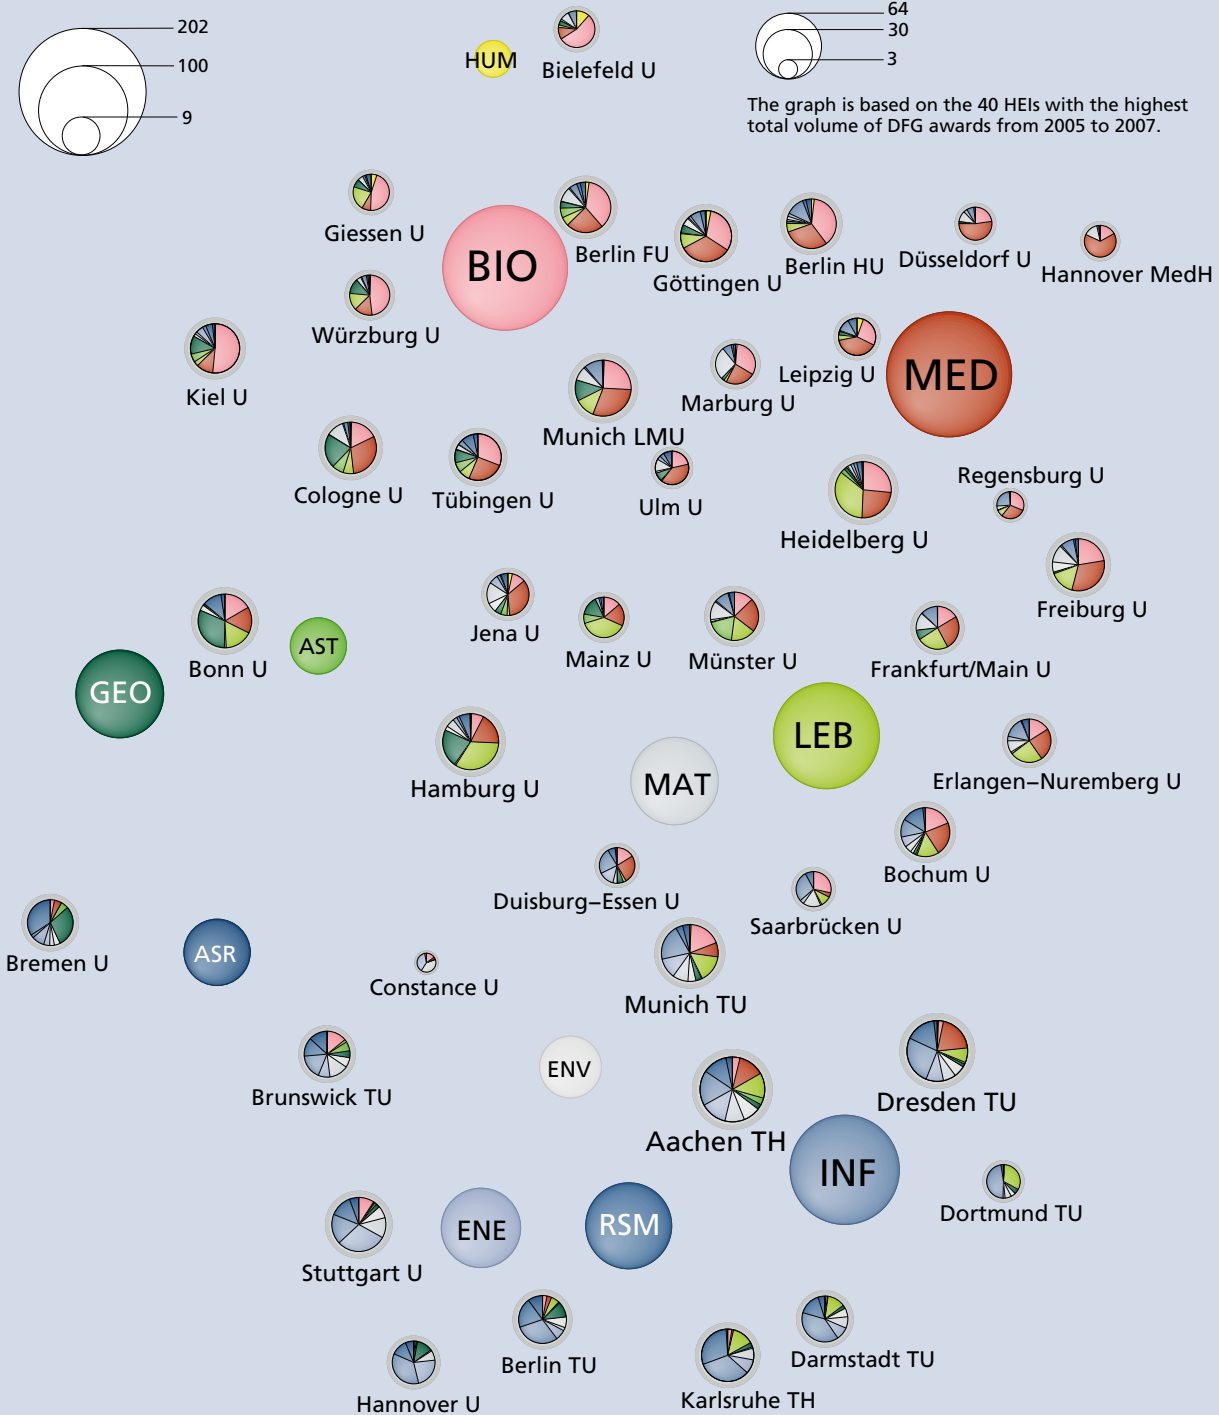 202
100
9
HUM
Bielefeld U
64
30
3
The graph is based on the 40 HEIs with the highest
total volume of DFG awards from 2005 to 2007.
Giessen U
BIO
Berlin FU
Göttingen U
Berlin HU
Düsseldorf U
Hannover MedH
Würzburg U
Kiel U
Munich LMU
Marburg U
Leipzig U
MED
Cologne U
Tübingen U
Ulm U
Heidelberg U
Regensburg U
Freiburg U
Bonn U
AST
GEO
Jena U
Mainz U
Münster U
Frankfurt/Main U
Hamburg U
MAT
LEB
Erlangen–Nuremberg U
Bochum U
Duisburg–Essen U
Saarbrücken U
Bremen U
ASR
Constance U
Munich TU
Brunswick TU
ENV
Aachen TH
Dresden TU
INF
Dortmund TU
Stuttgart U
ENE
RSM
Hannover U
Berlin TU
Karlsruhe TH
Darmstadt TU